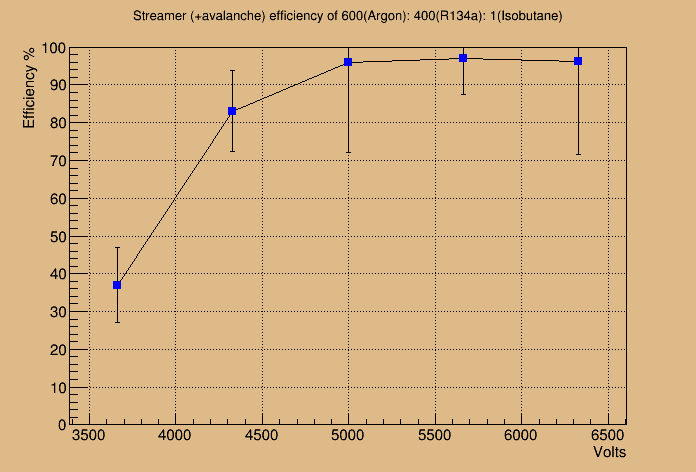 Streamer (+avalanche) efficiency of 600(Argon): 400(R134a): 1(Isobutane)
Efficiency %
100
90
80
70
60
50
40
30
20
10
0
3500 4000 4500 5000 5500 6000 6500
Volts